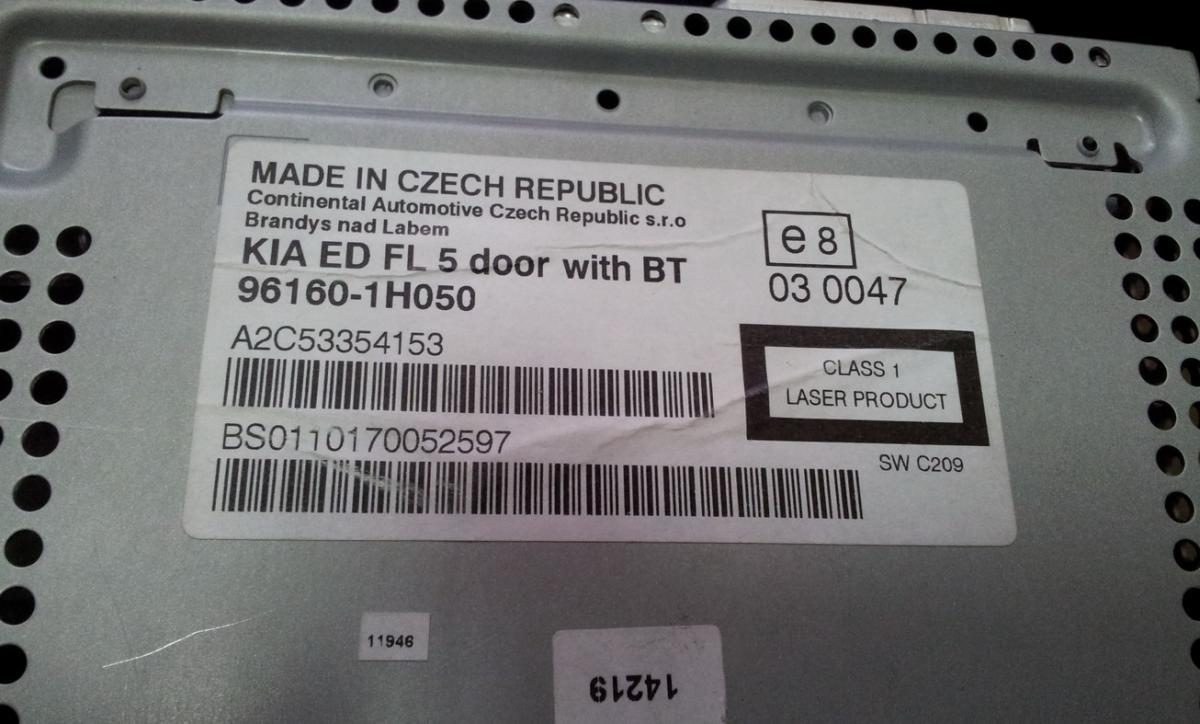 MADE IN CZECH REPUBLIC
Continental Automotive Czech Republic s.r.o
Brandys nad Labem
KIA ED FL 5 door with BT
96160-1H050
e 8
03 0047
A2C53354153
CLASS 1
LASER PRODUCT
BS0110170052597
SW C209
11946
14219